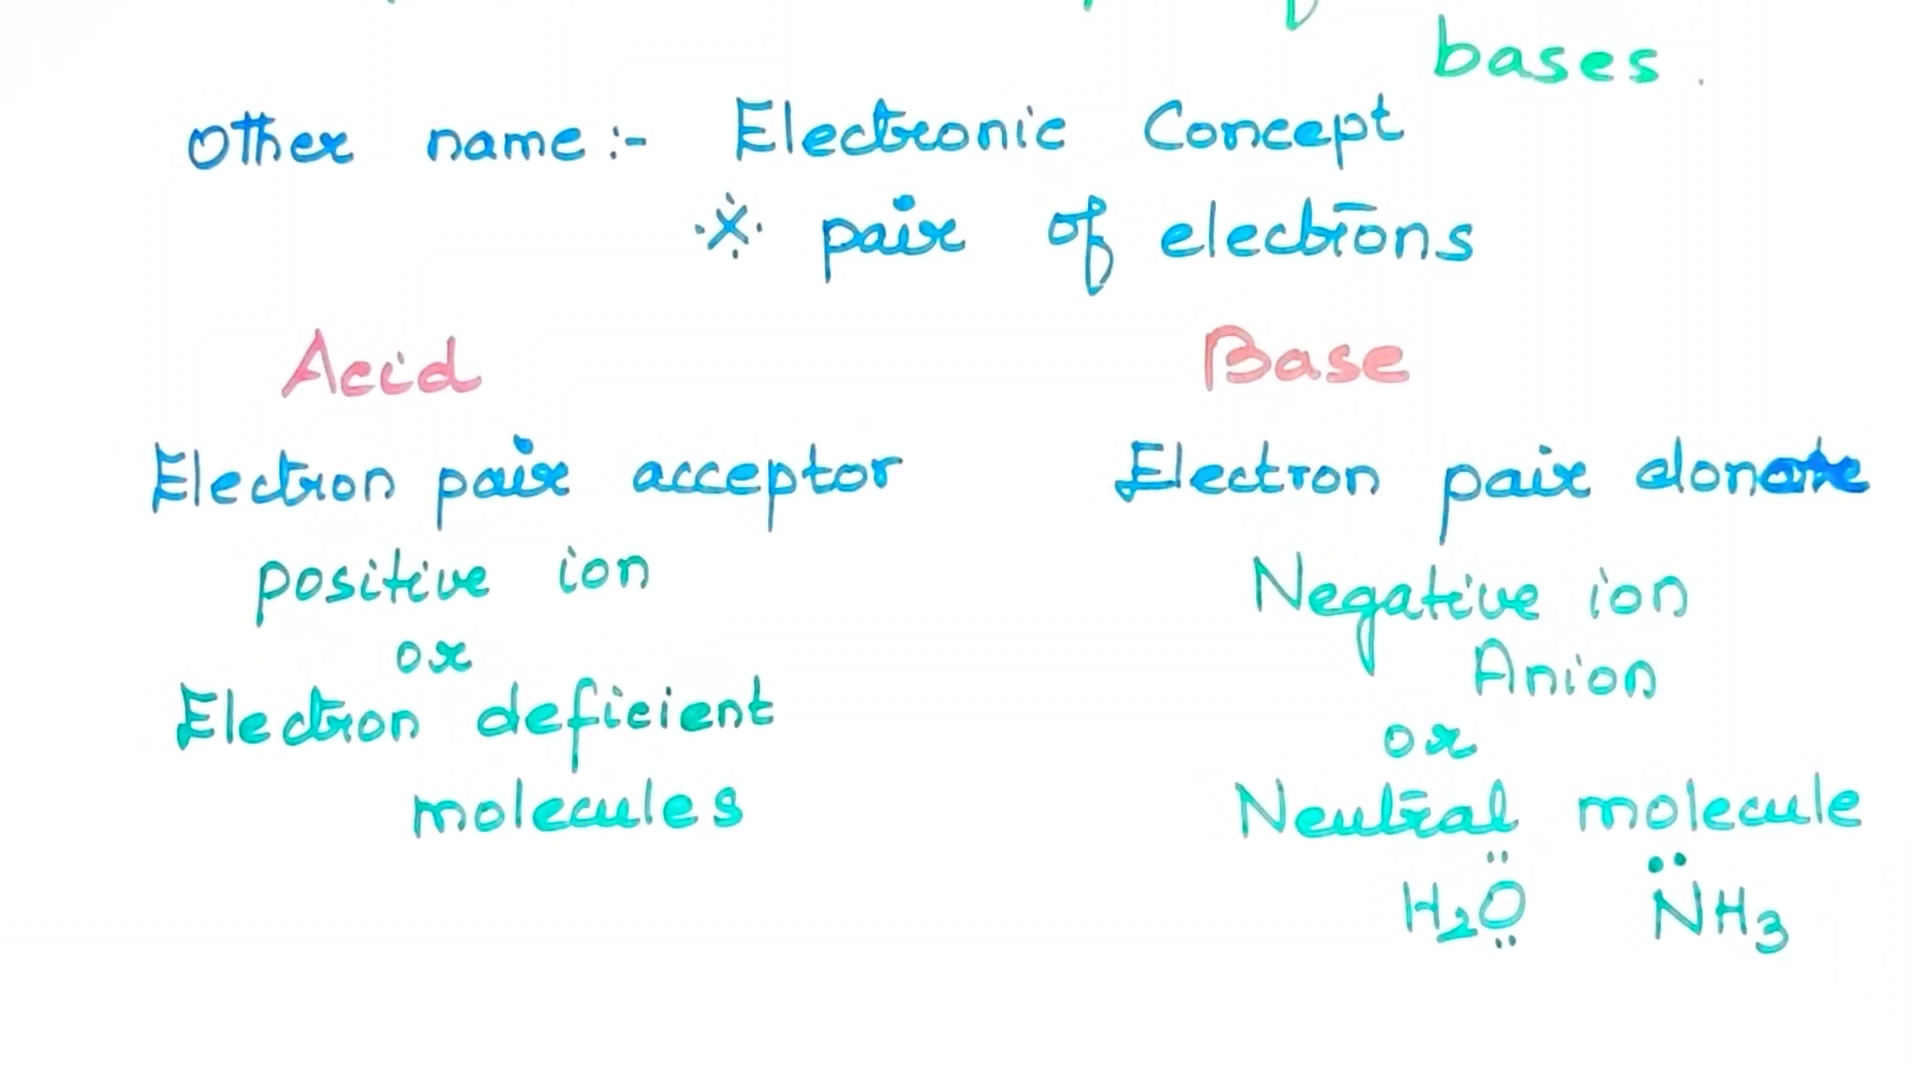 bases.
Other name :- Electronic Concept
※ pair of electrons
Acid
Base
Electron pair acceptor
positive ion
or
Electron deficient
molecules
Electron pair donate
Negative ion
Anion
or
Neutral molecule
H₂O NH₃